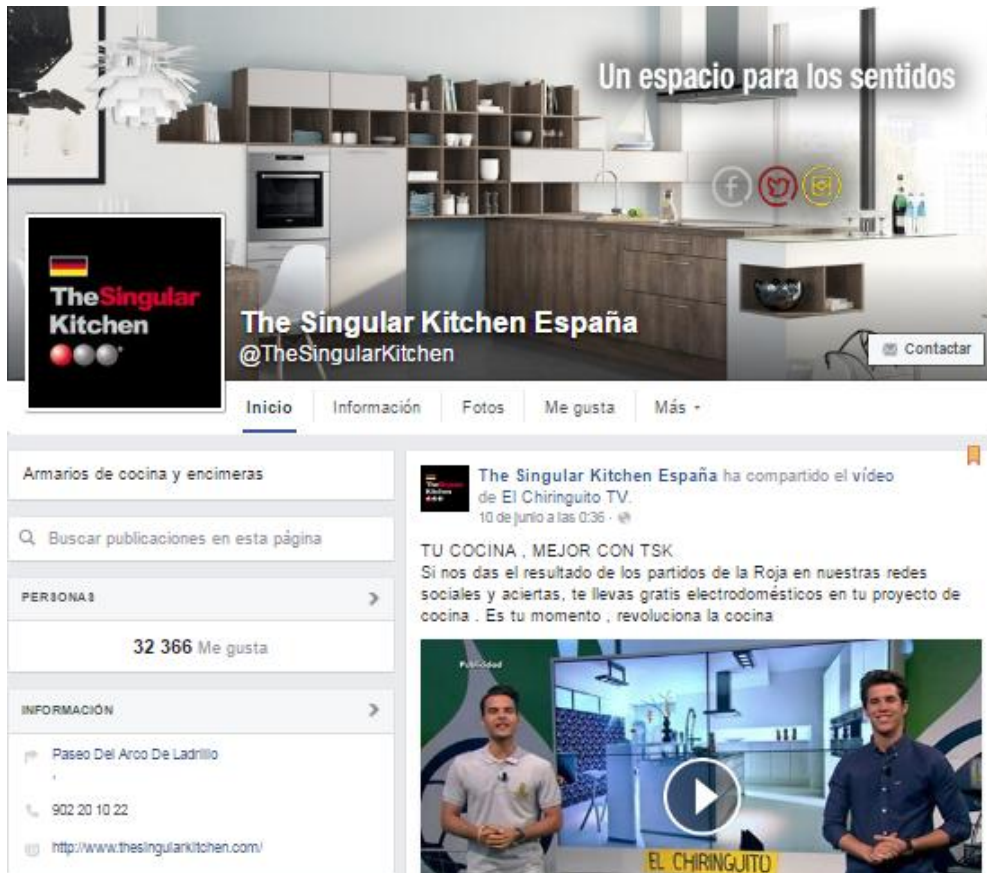 Un espacio para los sentidos
TheSingular
Kitchen
The Singular Kitchen España
@TheSingularKitchen
Contactar
Inicio
Información
Fotos
Me gusta
Más
Armarios de cocina y encimeras
Buscar publicaciones en esta página
PERSONAS
32 366 Me gusta
INFORMACIÓN
Paseo Del Arco De Ladrillo
,
902 20 10 22
http://www.thesingularkitchen.com/
The Singular Kitchen España ha compartido el vídeo
de El Chiringuito TV.
10 de junio a las 0:36 ·
TU COCINA , MEJOR CON TSK
Si nos das el resultado de los partidos de la Roja en nuestras redes
sociales y aciertas, te llevas gratis electrodomésticos en tu proyecto de
cocina . Es tu momento , revoluciona la cocina
Publicidad
EL CHIRINGUITO